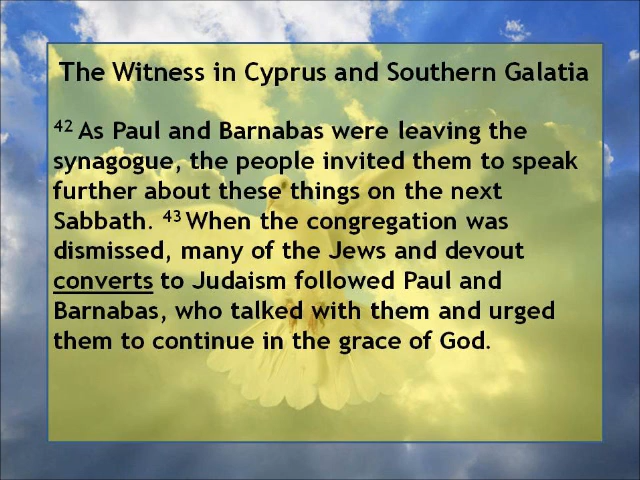 The Witness in Cyprus and Southern Galatia
42 As Paul and Barnabas were leaving the
synagogue, the people invited them to speak
further about these things on the next
Sabbath. 43 When the congregation was
dismissed, many of the Jews and devout
converts to Judaism followed Paul and
Barnabas, who talked with them and urged
them to continue in the grace of God.